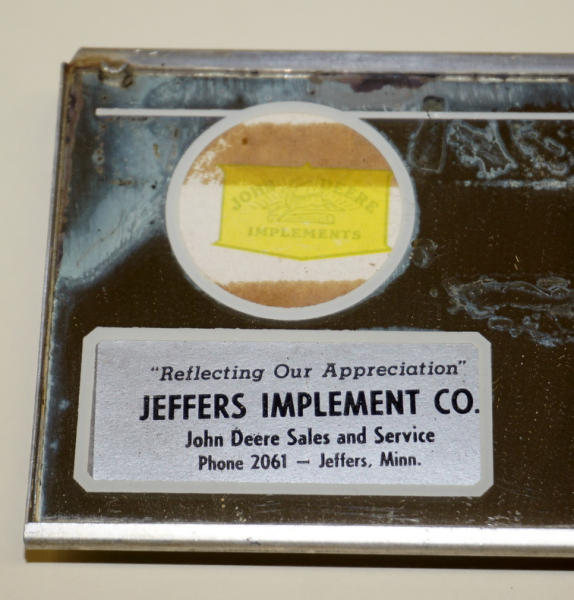 JOHN DEERE
IMPLEMENTS
"Reflecting Our Appreciation"
JEFFERS IMPLEMENT CO.
John Deere Sales and Service
Phone 2061 — Jeffers, Minn.